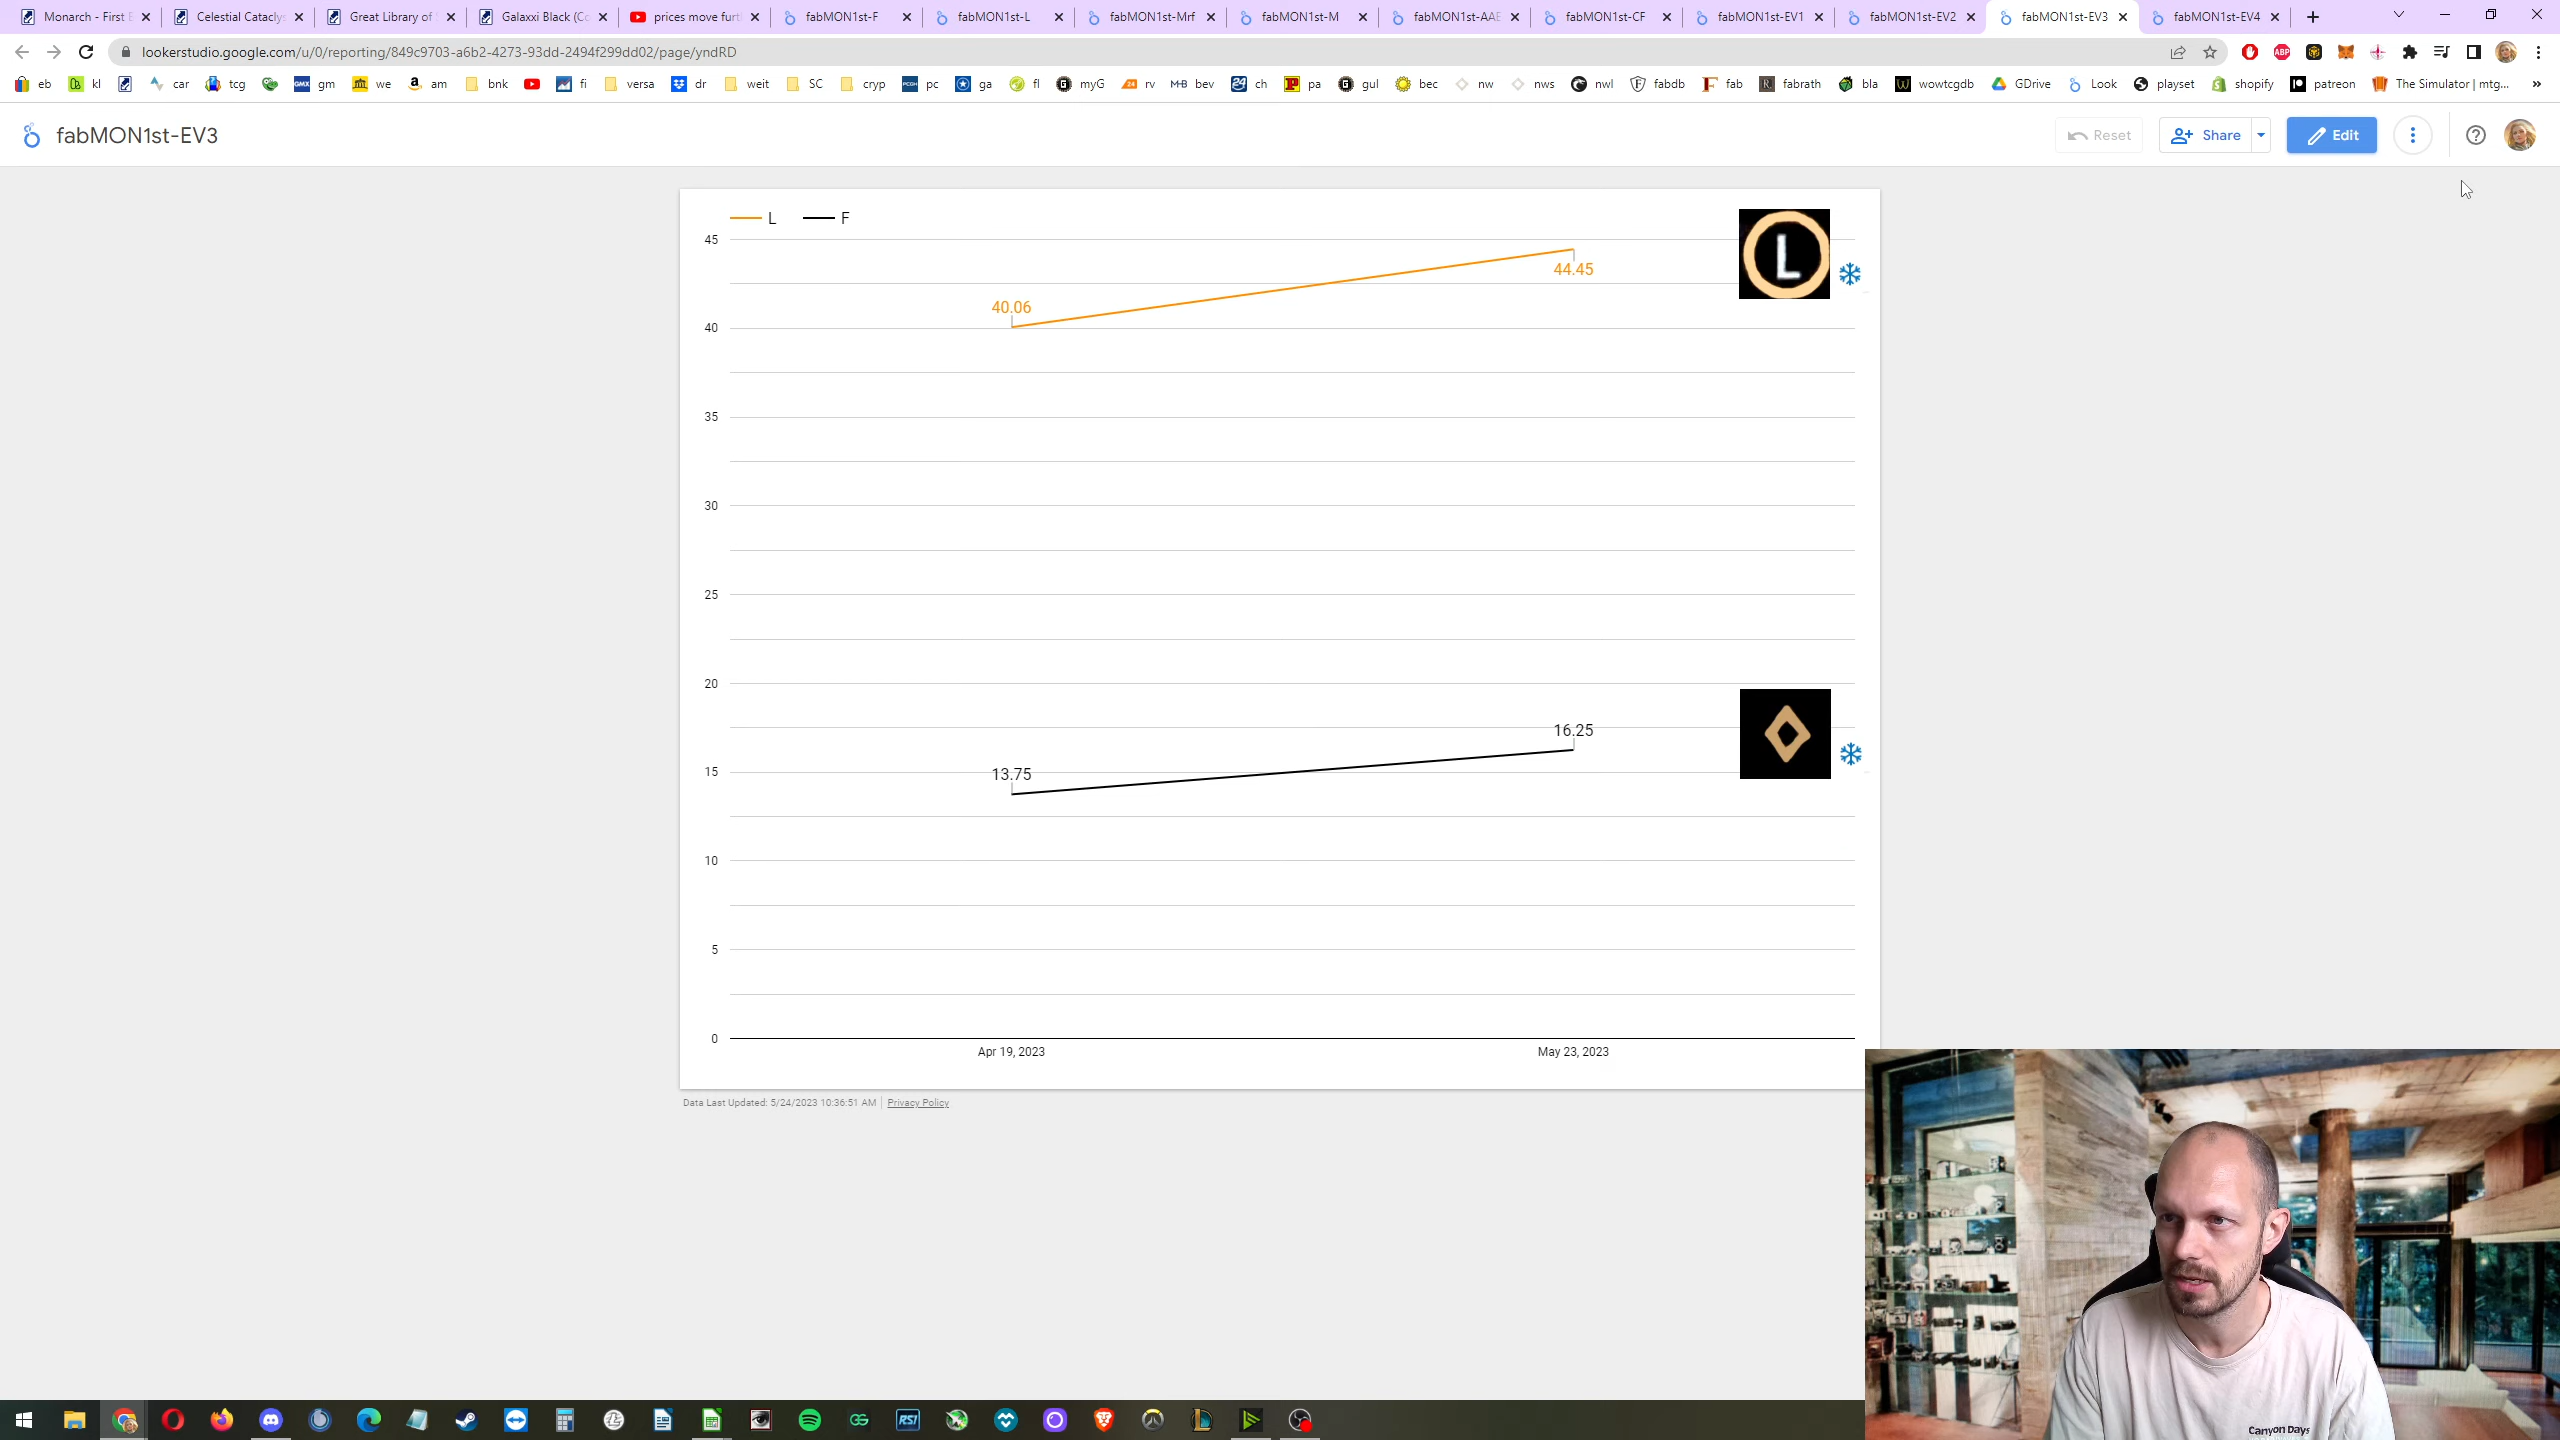 Monarch - First E
Celestial Cataclys
Great Library of
Galaxxi Black (Co
prices move furt
fabMON1st-F
fabMON1st-L
fabMON1st-Mrf
fabMON1st-M
fabMON1st-AAE
fabMON1st-CF
fabMON1st-EV1
fabMON1st-EV2
fabMON1st-EV3
fabMON1st-EV4
lookerstudio.google.com/u/0/reporting/849c9703-a6b2-4273-93dd-2494f299dd02/page/yndRD
eb kl car tcg gm we am bnk fi versa dr weit SC cryp pc ga fl myG rv bev ch pa gul bec nw nws nwl fabdb fab fabrath bla wowtcgdb GDrive Look playset shopify patreon The Simulator | mtg... »
fabMON1st-EV3
Reset
Share
Edit
L F
L
45
44.45
40.06
40
35
30
25
20
16.25
13.75
15
10
5
0
Apr 19, 2023
May 23, 2023
Data Last Updated: 5/24/2023 10:36:51 AM
Privacy Policy
Canyon Days